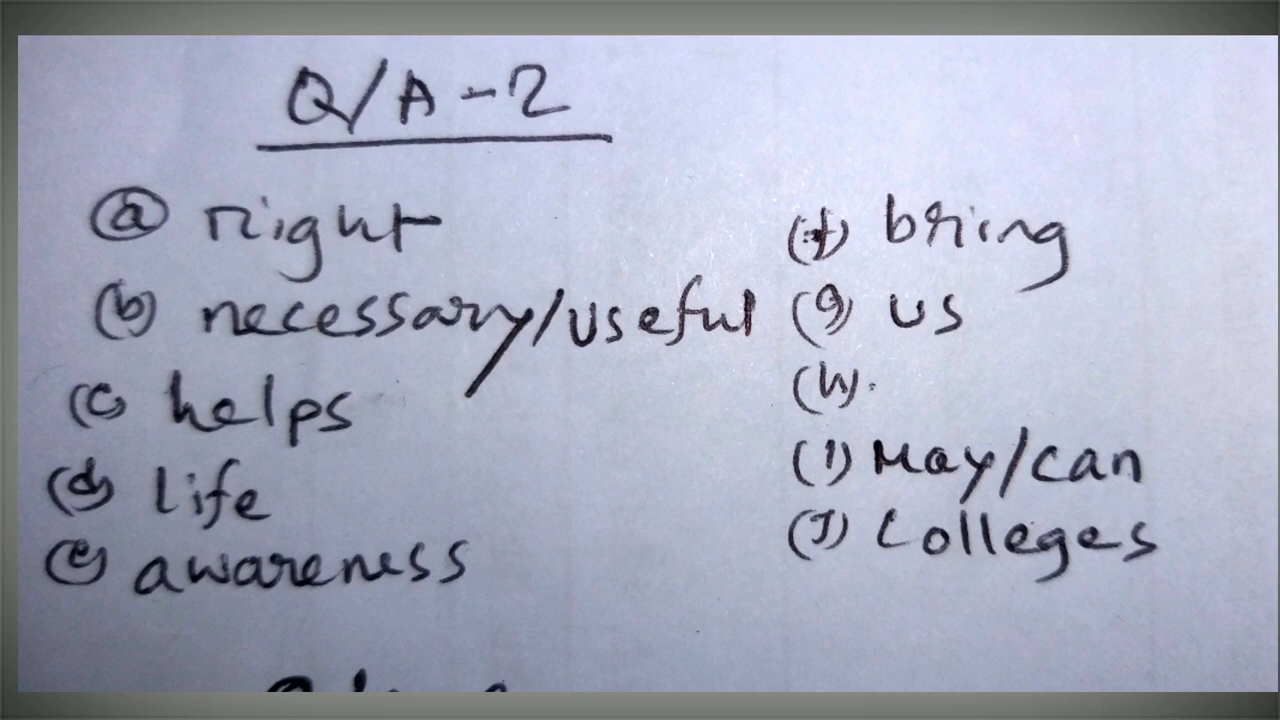 Q/A-2
(a) right
(b) necessary/useful
(c) helps
(d) life
(e) awareness
(f) bring
(g) us
(h).
(i) May/can
(J) Colleges